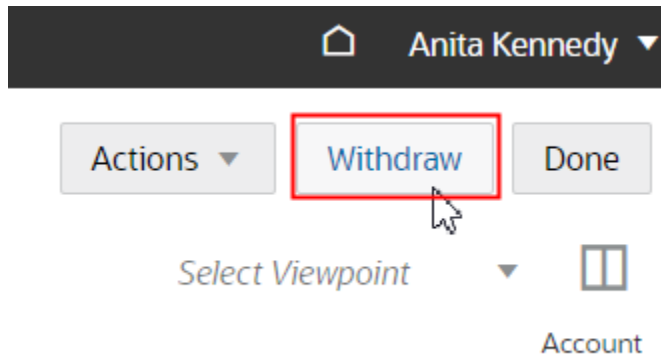 Anita Kennedy
Actions Withdraw Done
Select Viewpoint
Account